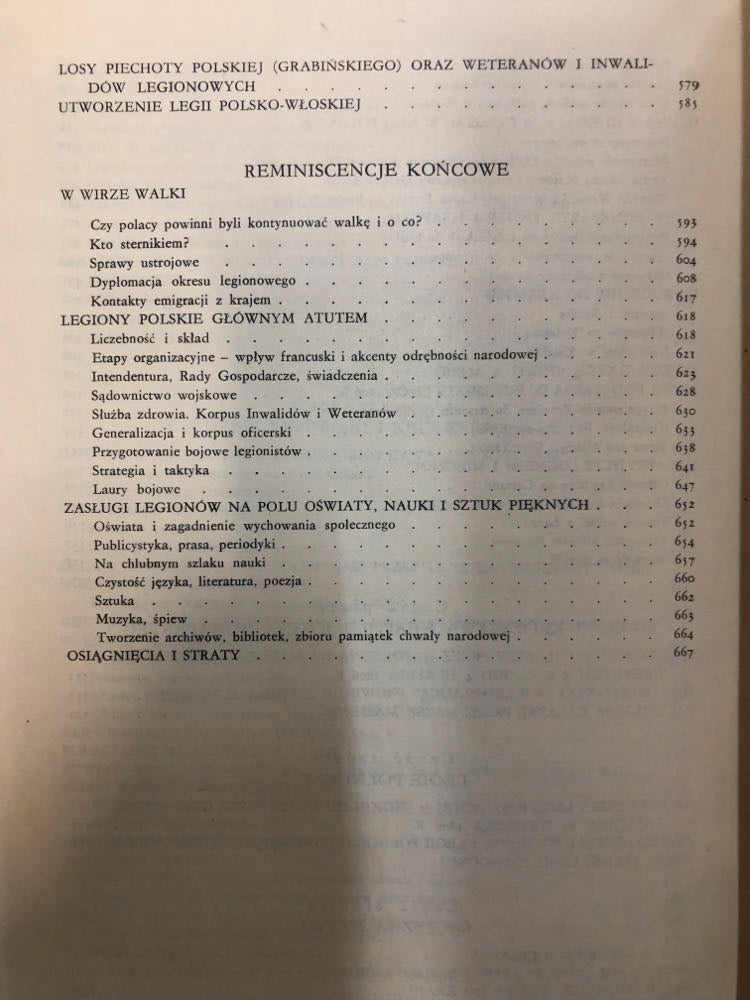 LOSY PIECHOTY POLSKIEJ (GRABIŃSKIEGO) ORAZ WETERANÓW I INWALI-
DÓW LEGIONOWYCH . . . . . . . . . . . . . . . 579
UTWORZENIE LEGII POLSKO-WŁOSKIEJ . . . . . . . . . . . 585
REMINISCENCJE KOŃCOWE
W WIRZE WALKI
Czy polacy powinni byli kontynuować walkę i o co? . . . . . . . . . 593
Kto sternikiem? . . . . . . . . . . . . . . . . 594
Sprawy ustrojowe . . . . . . . . . . . . . . . . 604
Dyplomacja okresu legionowego . . . . . . . . . . . . . 608
Kontakty emigracji z krajem . . . . . . . . . . . . . . 617
LEGIONY POLSKIE GŁÓWNYM ATUTEM . . . . . . . . . . . 618
Liczebność i skład . . . . . . . . . . . . . . . . 618
Etapy organizacyjne – wpływ francuski i akcenty odrębności narodowej . . . . . 621
Intendentura, Rady Gospodarcze, świadczenia . . . . . . . . . . . 623
Sądownictwo wojskowe . . . . . . . . . . . . . . . 628
Służba zdrowia. Korpus Inwalidów i Weteranów . . . . . . . . . . 630
Generalizacja i korpus oficerski . . . . . . . . . . . . . 633
Przygotowanie bojowe legionistów . . . . . . . . . . . . . 638
Strategia i taktyka . . . . . . . . . . . . . . . . 641
Laury bojowe . . . . . . . . . . . . . . . . . 647
ZASŁUGI LEGIONÓW NA POLU OŚWIATY, NAUKI I SZTUK PIĘKNYCH . . . 652
Oświata i zagadnienie wychowania społecznego . . . . . . . . . . 652
Publicystyka, prasa, periodyki . . . . . . . . . . . . . . 654
Na chlubnym szlaku nauki . . . . . . . . . . . . . . 657
Czystość języka, literatura, poezja . . . . . . . . . . . . . 660
Sztuka . . . . . . . . . . . . . . . . . . . 662
Muzyka, śpiew . . . . . . . . . . . . . . . . . 663
Tworzenie archiwów, bibliotek, zbioru pamiątek chwały narodowej . . . . . . 664
OSIĄGNIĘCIA I STRATY . . . . . . . . . . . . . . . 667